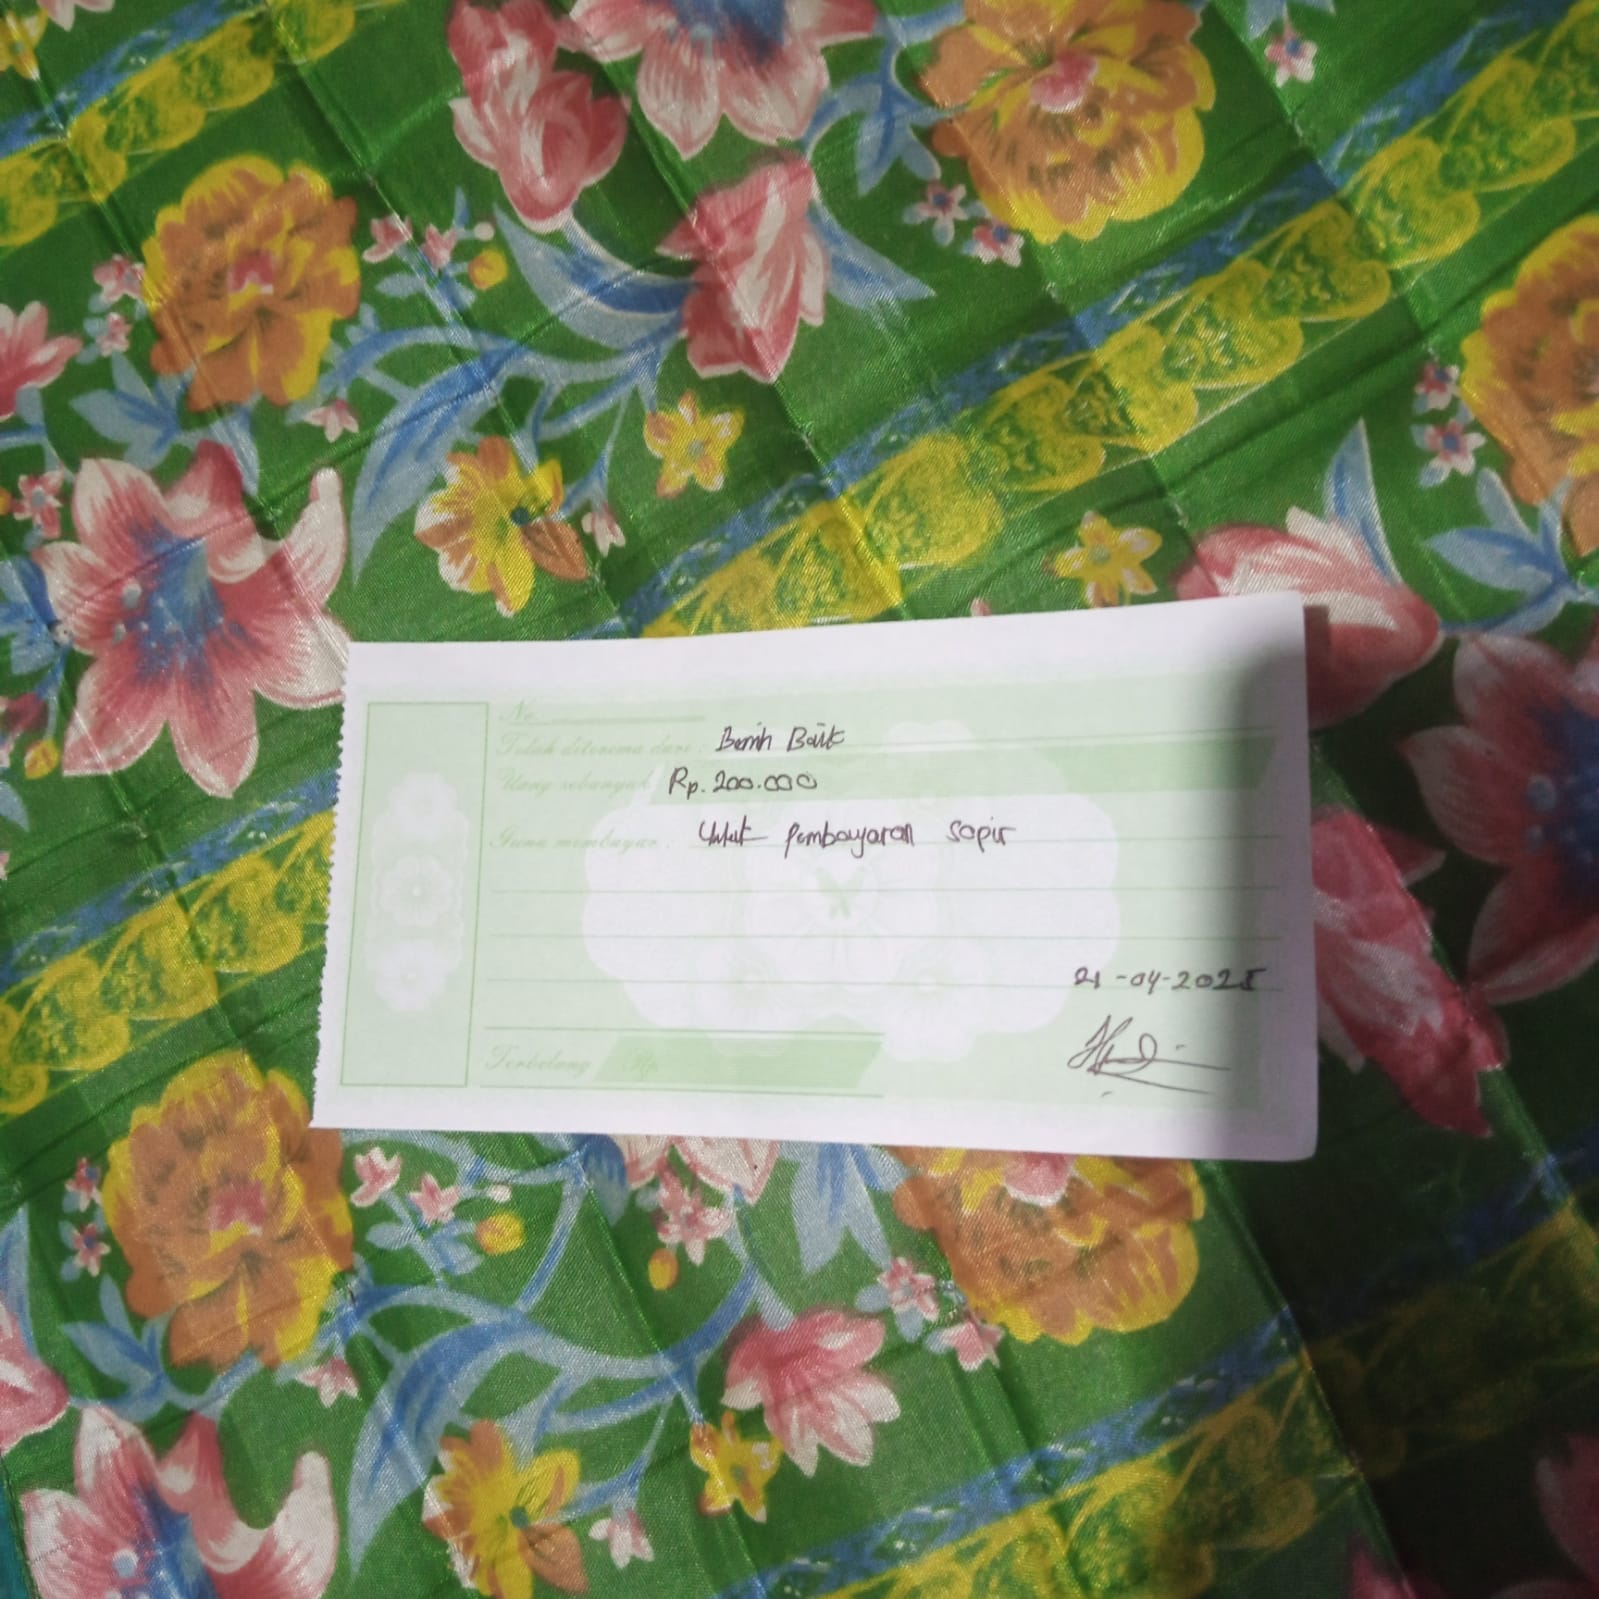 No.
Telah diterima dari : Benih Baik
Uang sebanyak Rp. 200.000
Guna membayar : Untuk pembayaran sopir
21-04-2025
Terbilang Rp.